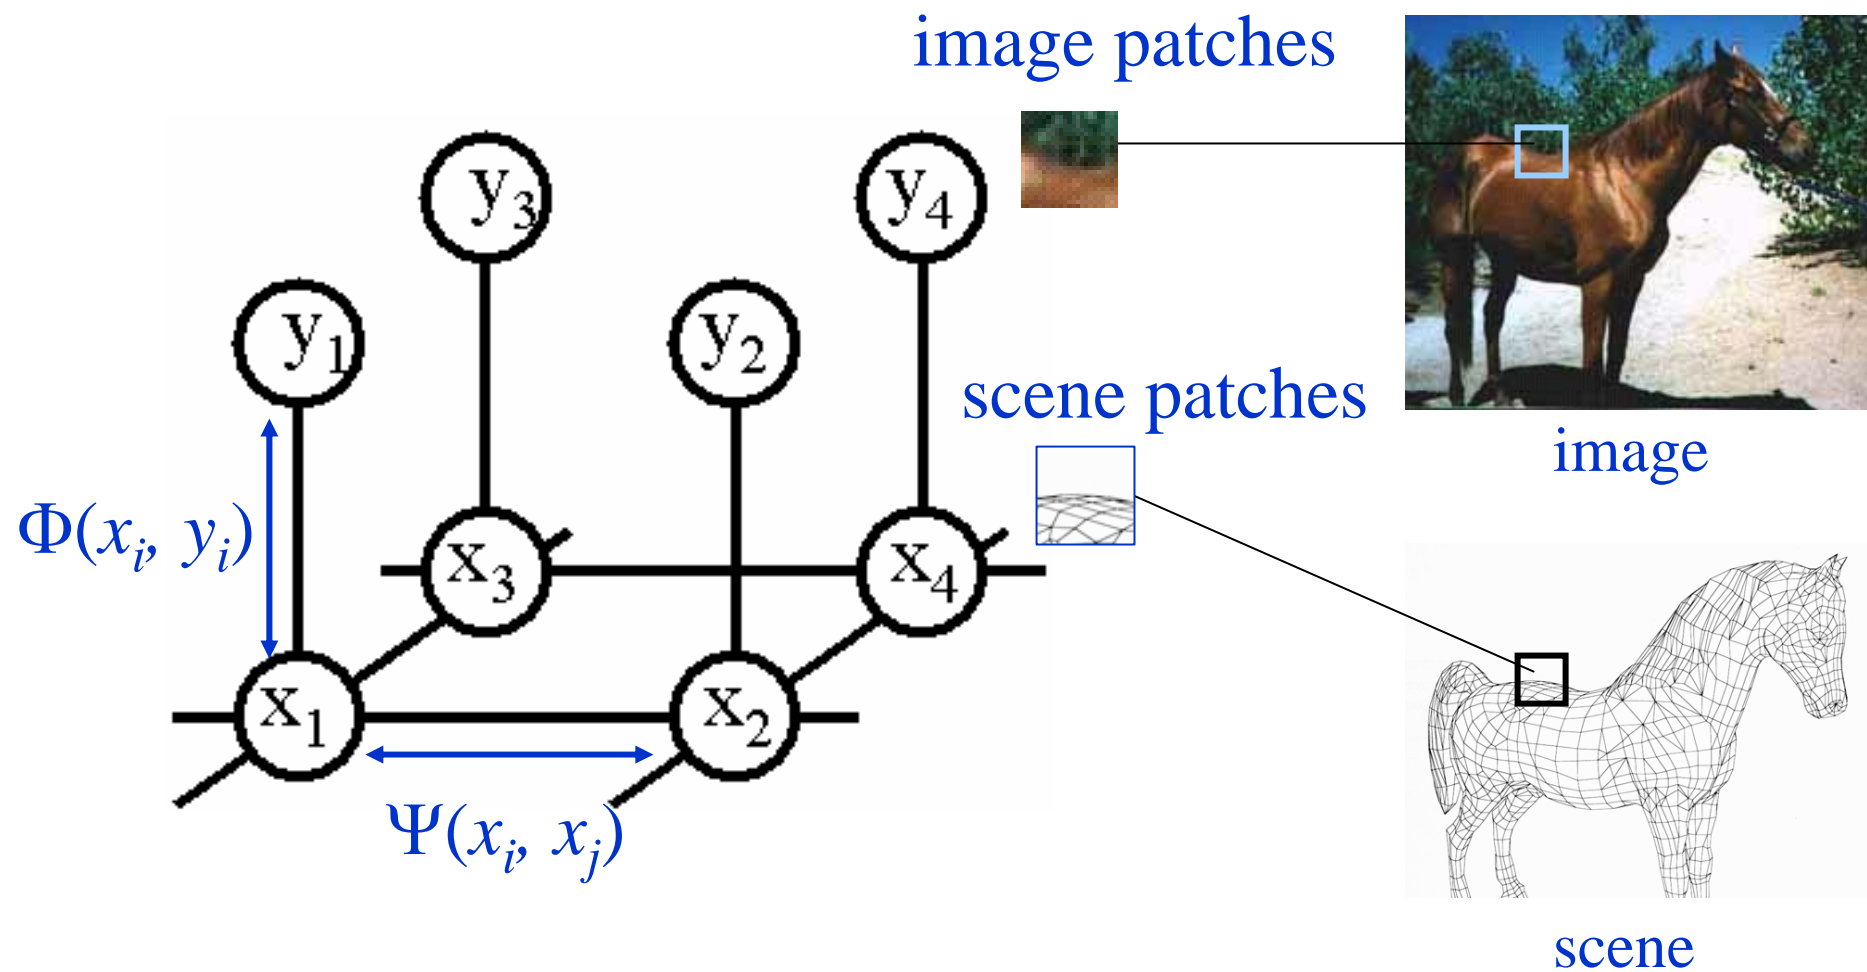 image patches
y₃
y₄
y₁
y₂
scene patches
image
Φ(xᵢ, yᵢ)
x₃
x₄
x₁
x₂
Ψ(xᵢ, xⱼ)
scene